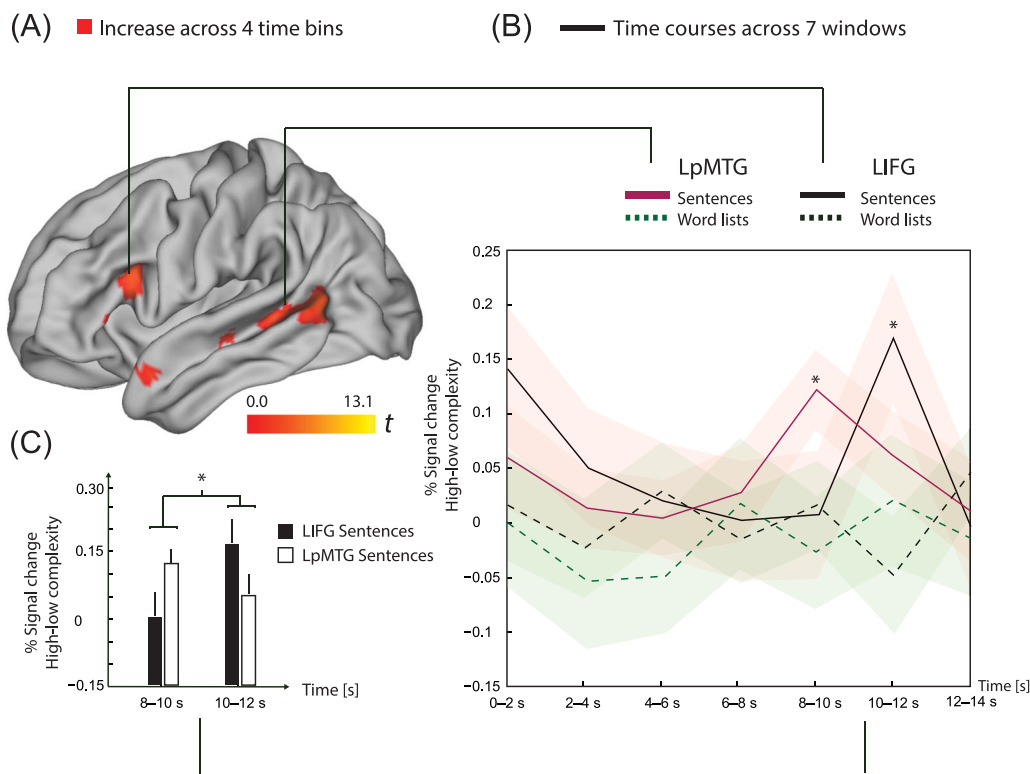 (A)
Increase across 4 time bins
(B)
Time courses across 7 windows
LpMTG
LIFG
Sentences
Word lists
Sentences
Word lists
0.0
13.1
t
% Signal change
High-low complexity
0.25
0.2
0.15
0.1
0.05
0
−0.05
−0.1
−0.15
*
*
0–2 s
2–4 s
4–6 s
6–8 s
8–10 s
10–12 s
12–14 s
Time [s]
(C)
% Signal change
High-low complexity
0.30
0.15
0
−0.15
*
LIFG Sentences
LpMTG Sentences
8–10 s
10–12 s
Time [s]